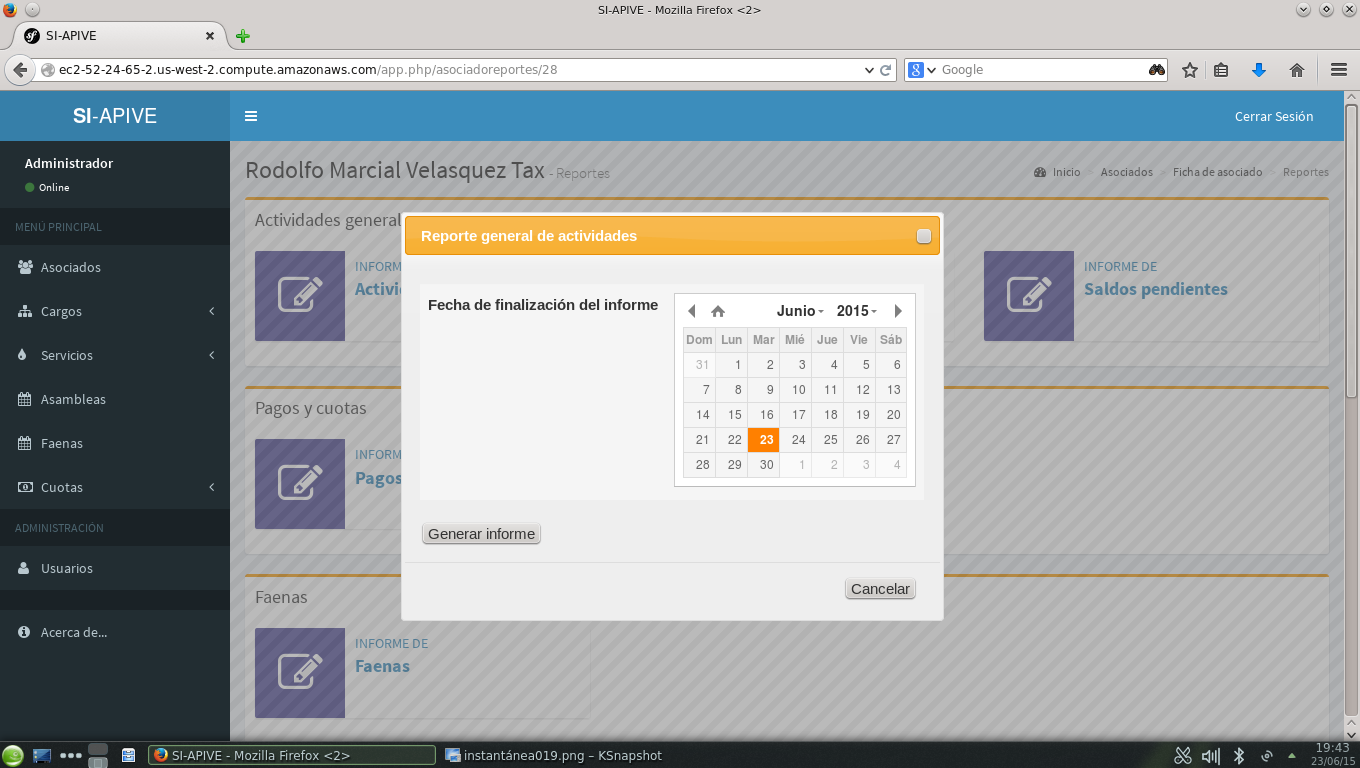 SI-APIVE - Mozilla Firefox <2>
SI-APIVE
ec2-52-24-65-2.us-west-2.compute.amazonaws.com/app.php/asociadoreportes/28
Google
SI-APIVE
Cerrar Sesión
Administrador
Online
MENÚ PRINCIPAL
Asociados
Cargos
Servicios
Asambleas
Faenas
Cuotas
ADMINISTRACIÓN
Usuarios
Acerca de...
Rodolfo Marcial Velasquez Tax - Reportes
Inicio Asociados Ficha de asociado Reportes
Actividades general
INFORME DE
Saldos pendientes
Pagos y cuotas
Pagos
Faenas
INFORME DE
Faenas
Reporte general de actividades
Fecha de finalización del informe
Junio 2015
Dom Lun Mar Mié Jue Vie Sáb
31 1 2 3 4 5 6
7 8 9 10 11 12 13
14 15 16 17 18 19 20
21 22 23 24 25 26 27
28 29 30 1 2 3 4
Generar informe
Cancelar
SI-APIVE - Mozilla Firefox <2>
instantánea019.png – KSnapshot
19:43
23/06/15